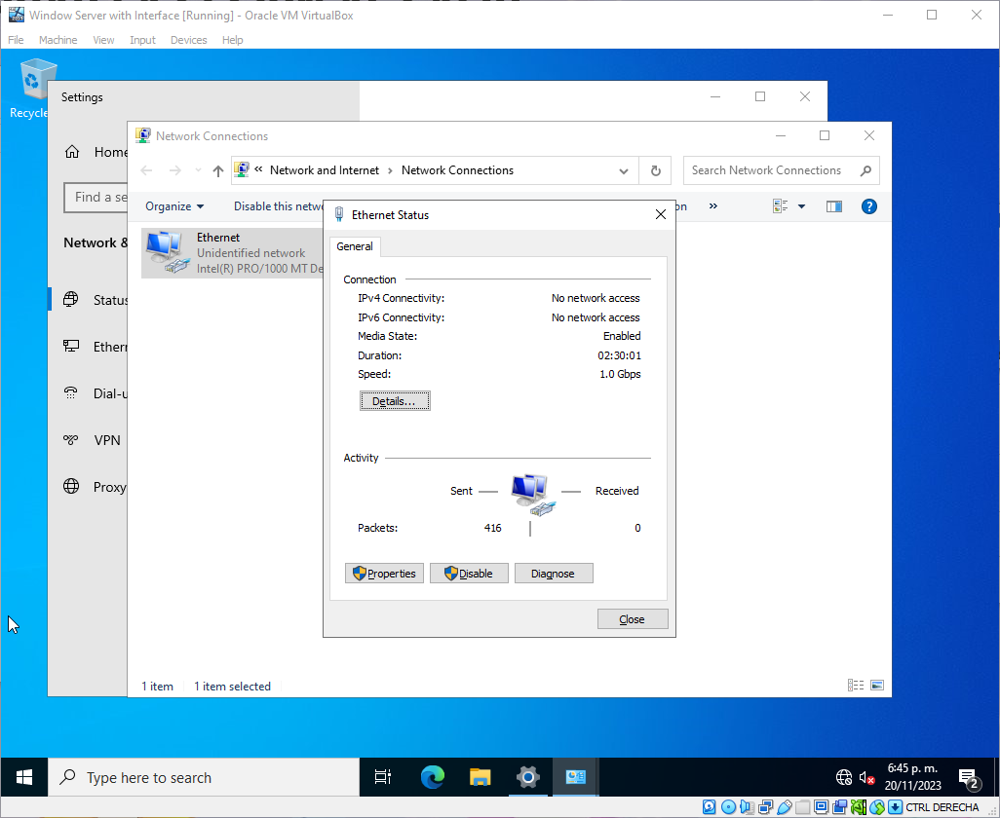 Window Server with Interface [Running] - Oracle VM VirtualBox
File Machine View Input Devices Help
Recycle
Settings
Home
Find a se
Network &
Status
Ethern
Dial-u
VPN
Proxy
Network Connections
« Network and Internet › Network Connections
Search Network Connections
Organize
Disable this netwo
on »
Ethernet
Unidentified network
Intel(R) PRO/1000 MT De
Ethernet Status
General
Connection
IPv4 Connectivity: No network access
IPv6 Connectivity: No network access
Media State: Enabled
Duration: 02:30:01
Speed: 1.0 Gbps
Details...
Activity
Sent Received
Packets: 416 0
Properties
Disable
Diagnose
Close
1 item 1 item selected
Type here to search
6:45 p. m.
20/11/2023
2
CTRL DERECHA